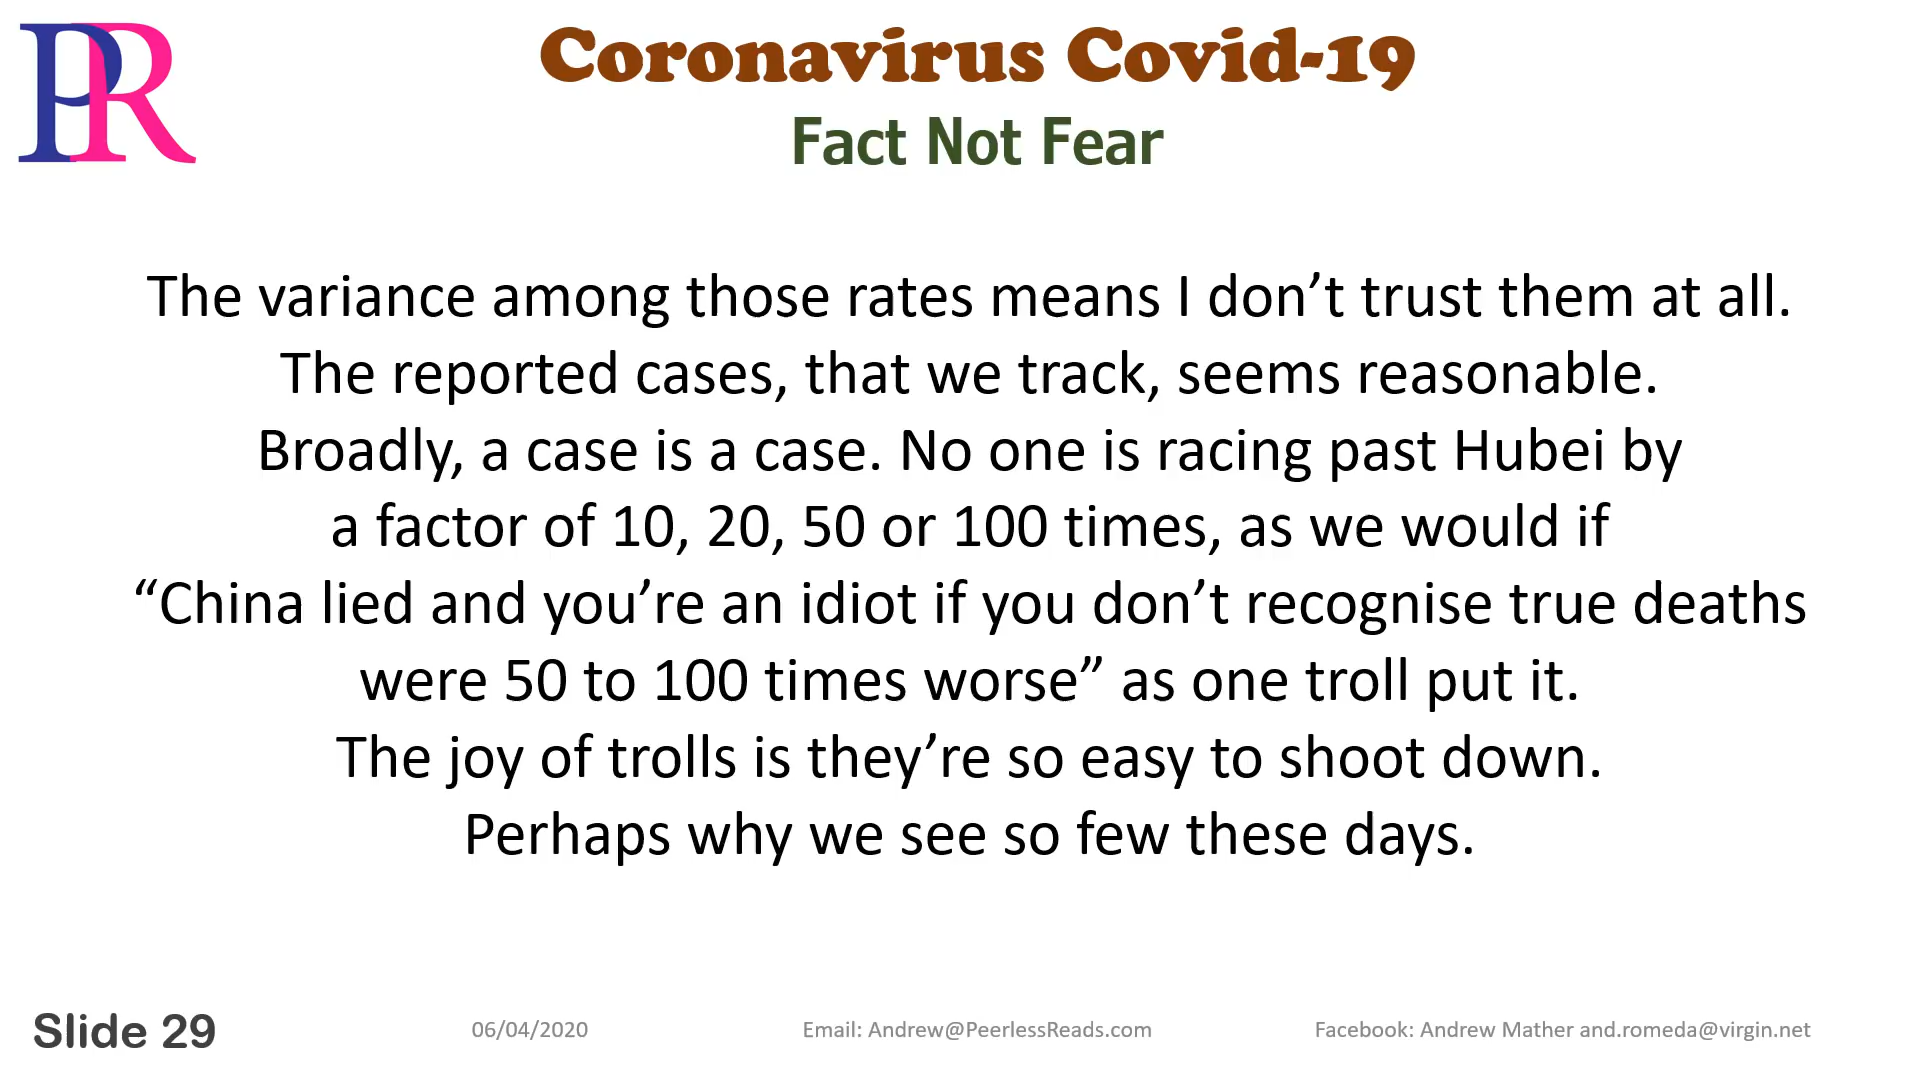 PR
Coronavirus Covid-19
Fact Not Fear
The variance among those rates means I don’t trust them at all.
The reported cases, that we track, seems reasonable.
Broadly, a case is a case. No one is racing past Hubei by
a factor of 10, 20, 50 or 100 times, as we would if
“China lied and you’re an idiot if you don’t recognise true deaths
were 50 to 100 times worse” as one troll put it.
The joy of trolls is they’re so easy to shoot down.
Perhaps why we see so few these days.
Slide 29
06/04/2020
Email: Andrew@PeerlessReads.com
Facebook: Andrew Mather and.romeda@virgin.net